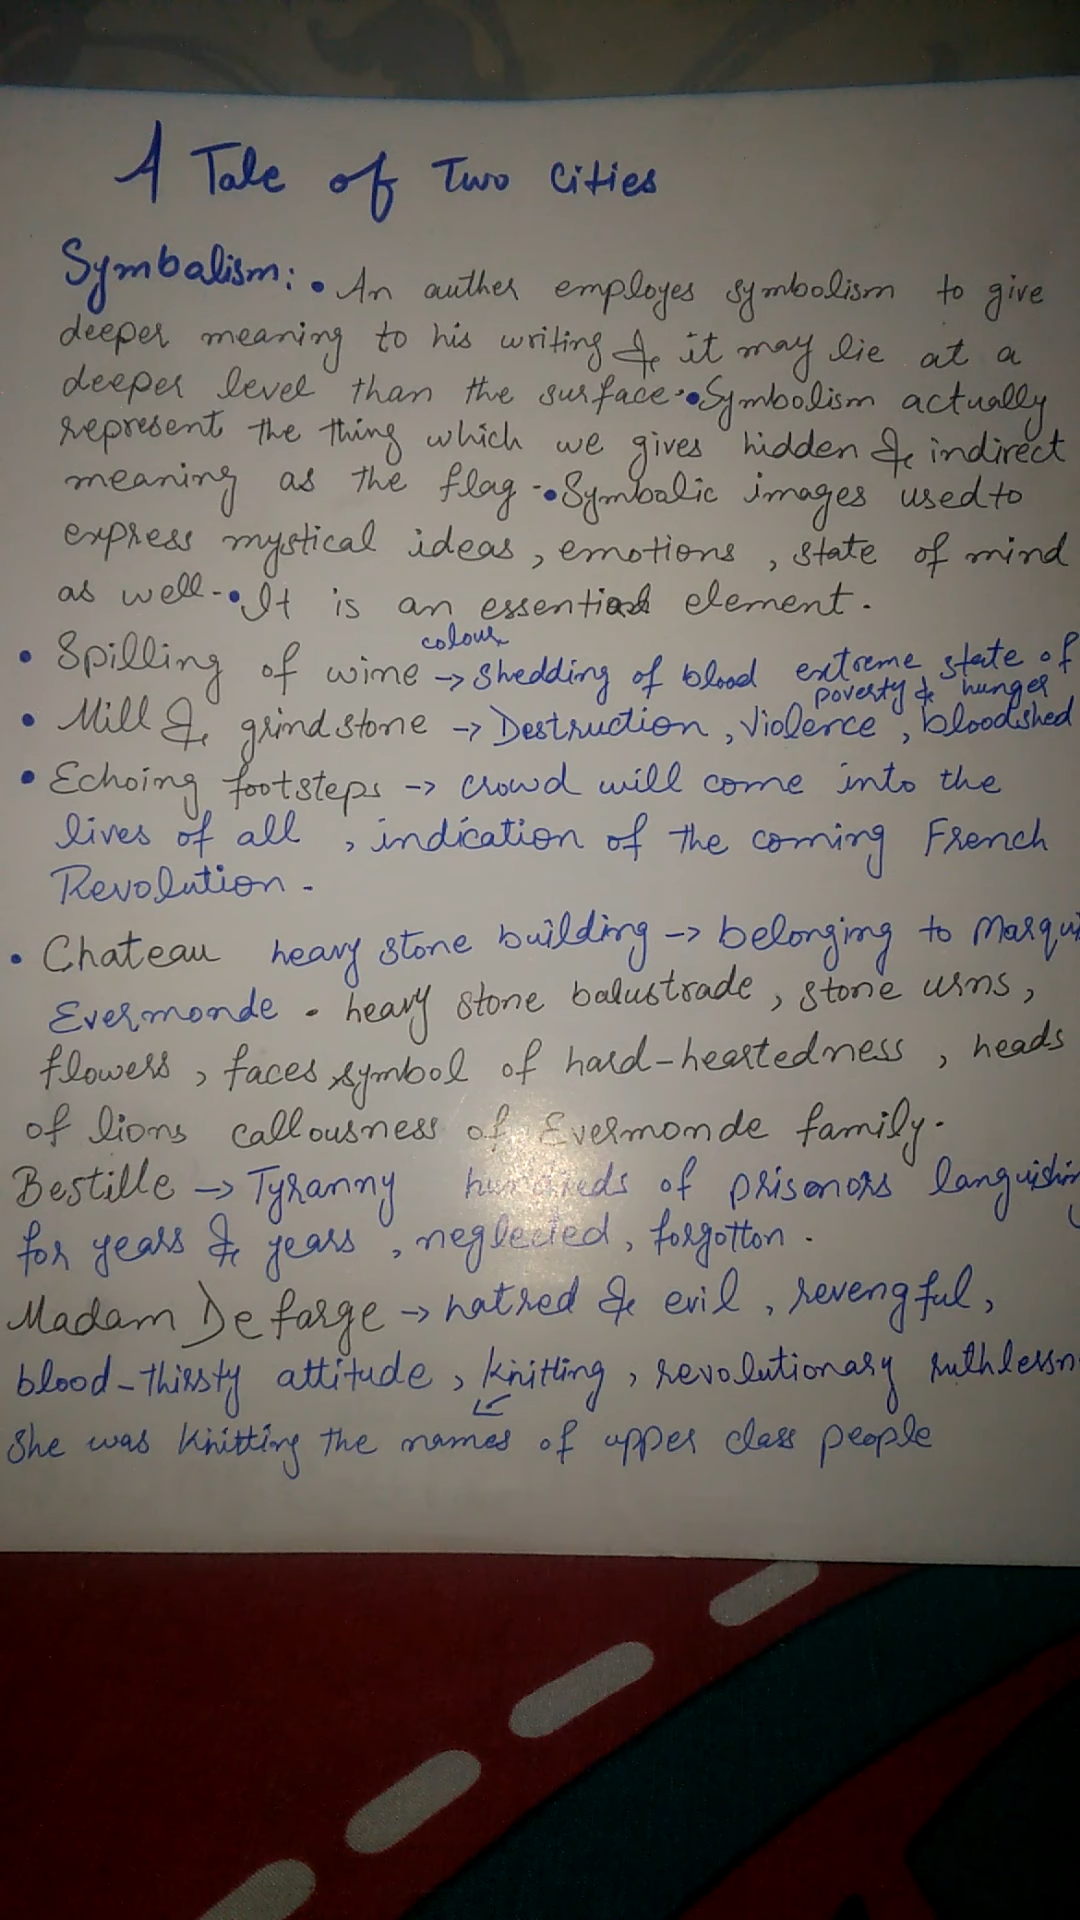 A Tale of Two Cities
Symbalism: • An auther employes symbolism to give
deeper meaning to his writing & it may lie at a
deeper level than the surface. • Symbolism actually
represent the thing which we gives hidden & indirect
meaning as the flag - • Symbalic images used to
express mystical ideas, emotions, state of mind
as well - • It is an essential element.
• Spilling of wine colour → shedding of blood extreme state of
poverty & hunger
• Mill & grindstone → Destruction, violence, bloodished
• Echoing footsteps → crowd will come into the
lives of all, indication of the coming French
Revolution.
• Chateau heavy stone building → belonging to Marqui
Evermonde. heavy stone balustrade, stone urns,
flowers, faces, symbol of hard-heartedness, heads
of lions callousness of Evermonde family.
Bestille → Tyranny hundreds of prisonors languishing
for years & years, neglected, forgotton.
Madam Defarge → hatred & evil, revengful,
blood-thirsty attitude, Knitting, revolutionary ruthlessn
She was Knitting the names of upper class people